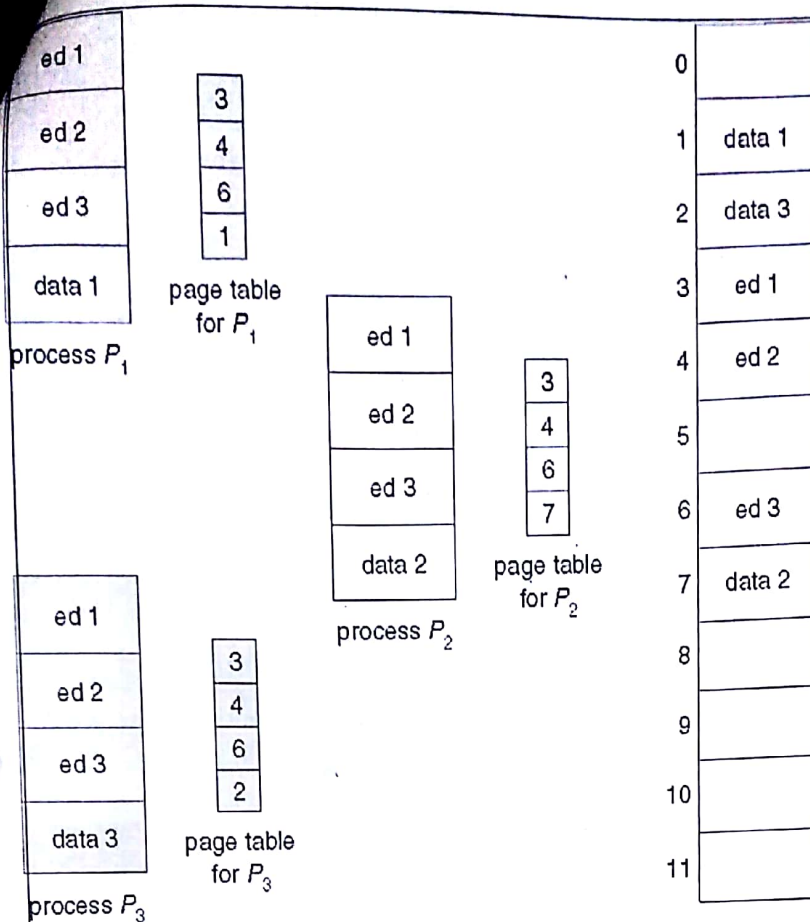 ed 1
ed 2
ed 3
data 1
process P₁
3
4
6
1
page table
for P₁
ed 1
ed 2
ed 3
data 2
process P₂
3
4
6
7
page table
for P₂
ed 1
ed 2
ed 3
data 3
process P₃
3
4
6
2
page table
for P₃
0
1 data 1
2 data 3
3 ed 1
4 ed 2
5
6 ed 3
7 data 2
8
9
10
11